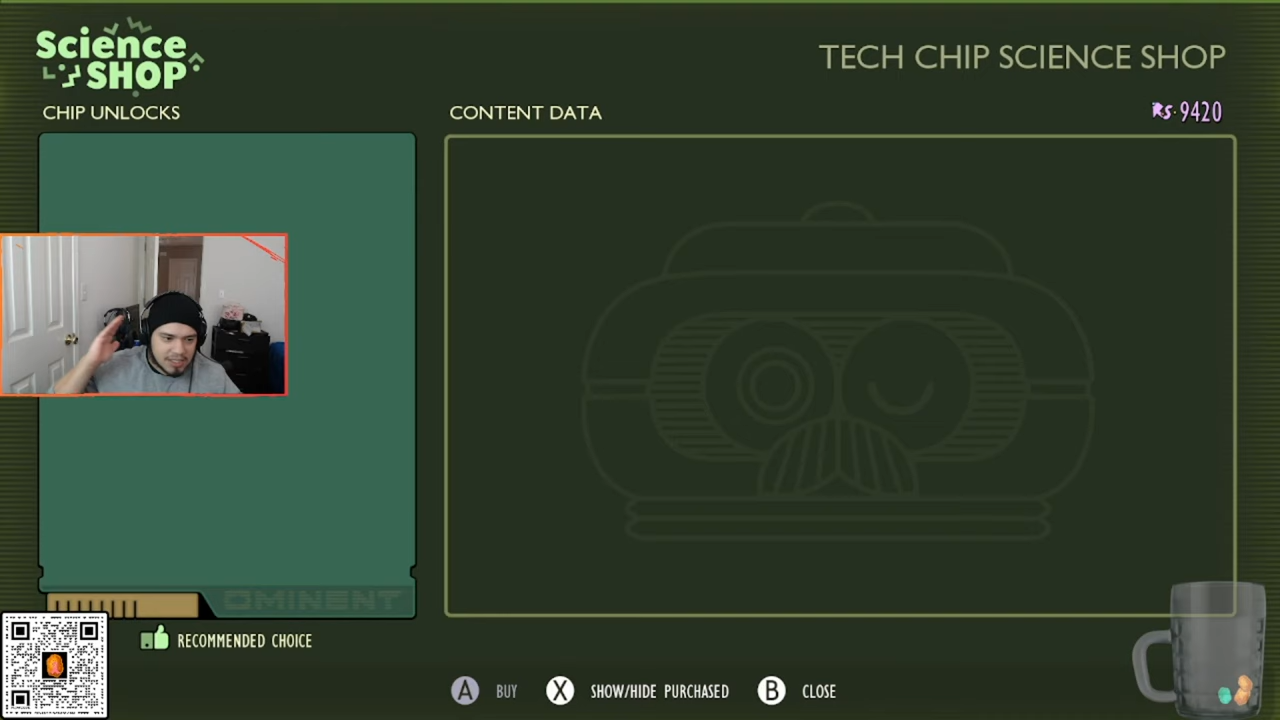 Science
SHOP
TECH CHIP SCIENCE SHOP
CHIP UNLOCKS
CONTENT DATA
RS 9420
OMINENT
RECOMMENDED CHOICE
A BUY X SHOW/HIDE PURCHASED B CLOSE